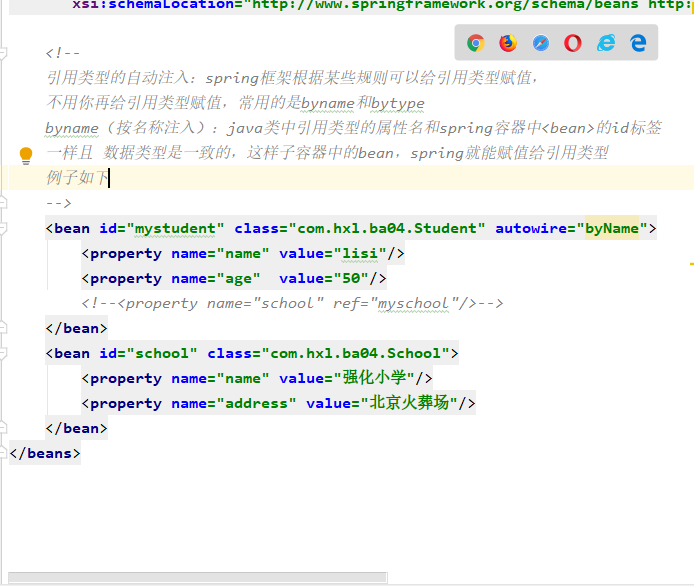 xsi:schemaLocation="http://www.springframework.org/schema/beans http:
<!--
引用类型的自动注入：spring框架根据某些规则可以给引用类型赋值，
不用你再给引用类型赋值，常用的是byname和bytype
byname（按名称注入）：java类中引用类型的属性名和spring容器中<bean>的id标签
一样且 数据类型是一致的，这样子容器中的bean，spring就能赋值给引用类型
例子如下
-->
<bean id="mystudent" class="com.hxl.ba04.Student" autowire="byName">
<property name="name" value="lisi"/>
<property name="age"  value="50"/>
<!--<property name="school" ref="myschool"/>-->
</bean>
<bean id="school" class="com.hxl.ba04.School">
<property name="name" value="强化小学"/>
<property name="address" value="北京火葬场"/>
</bean>
</beans>